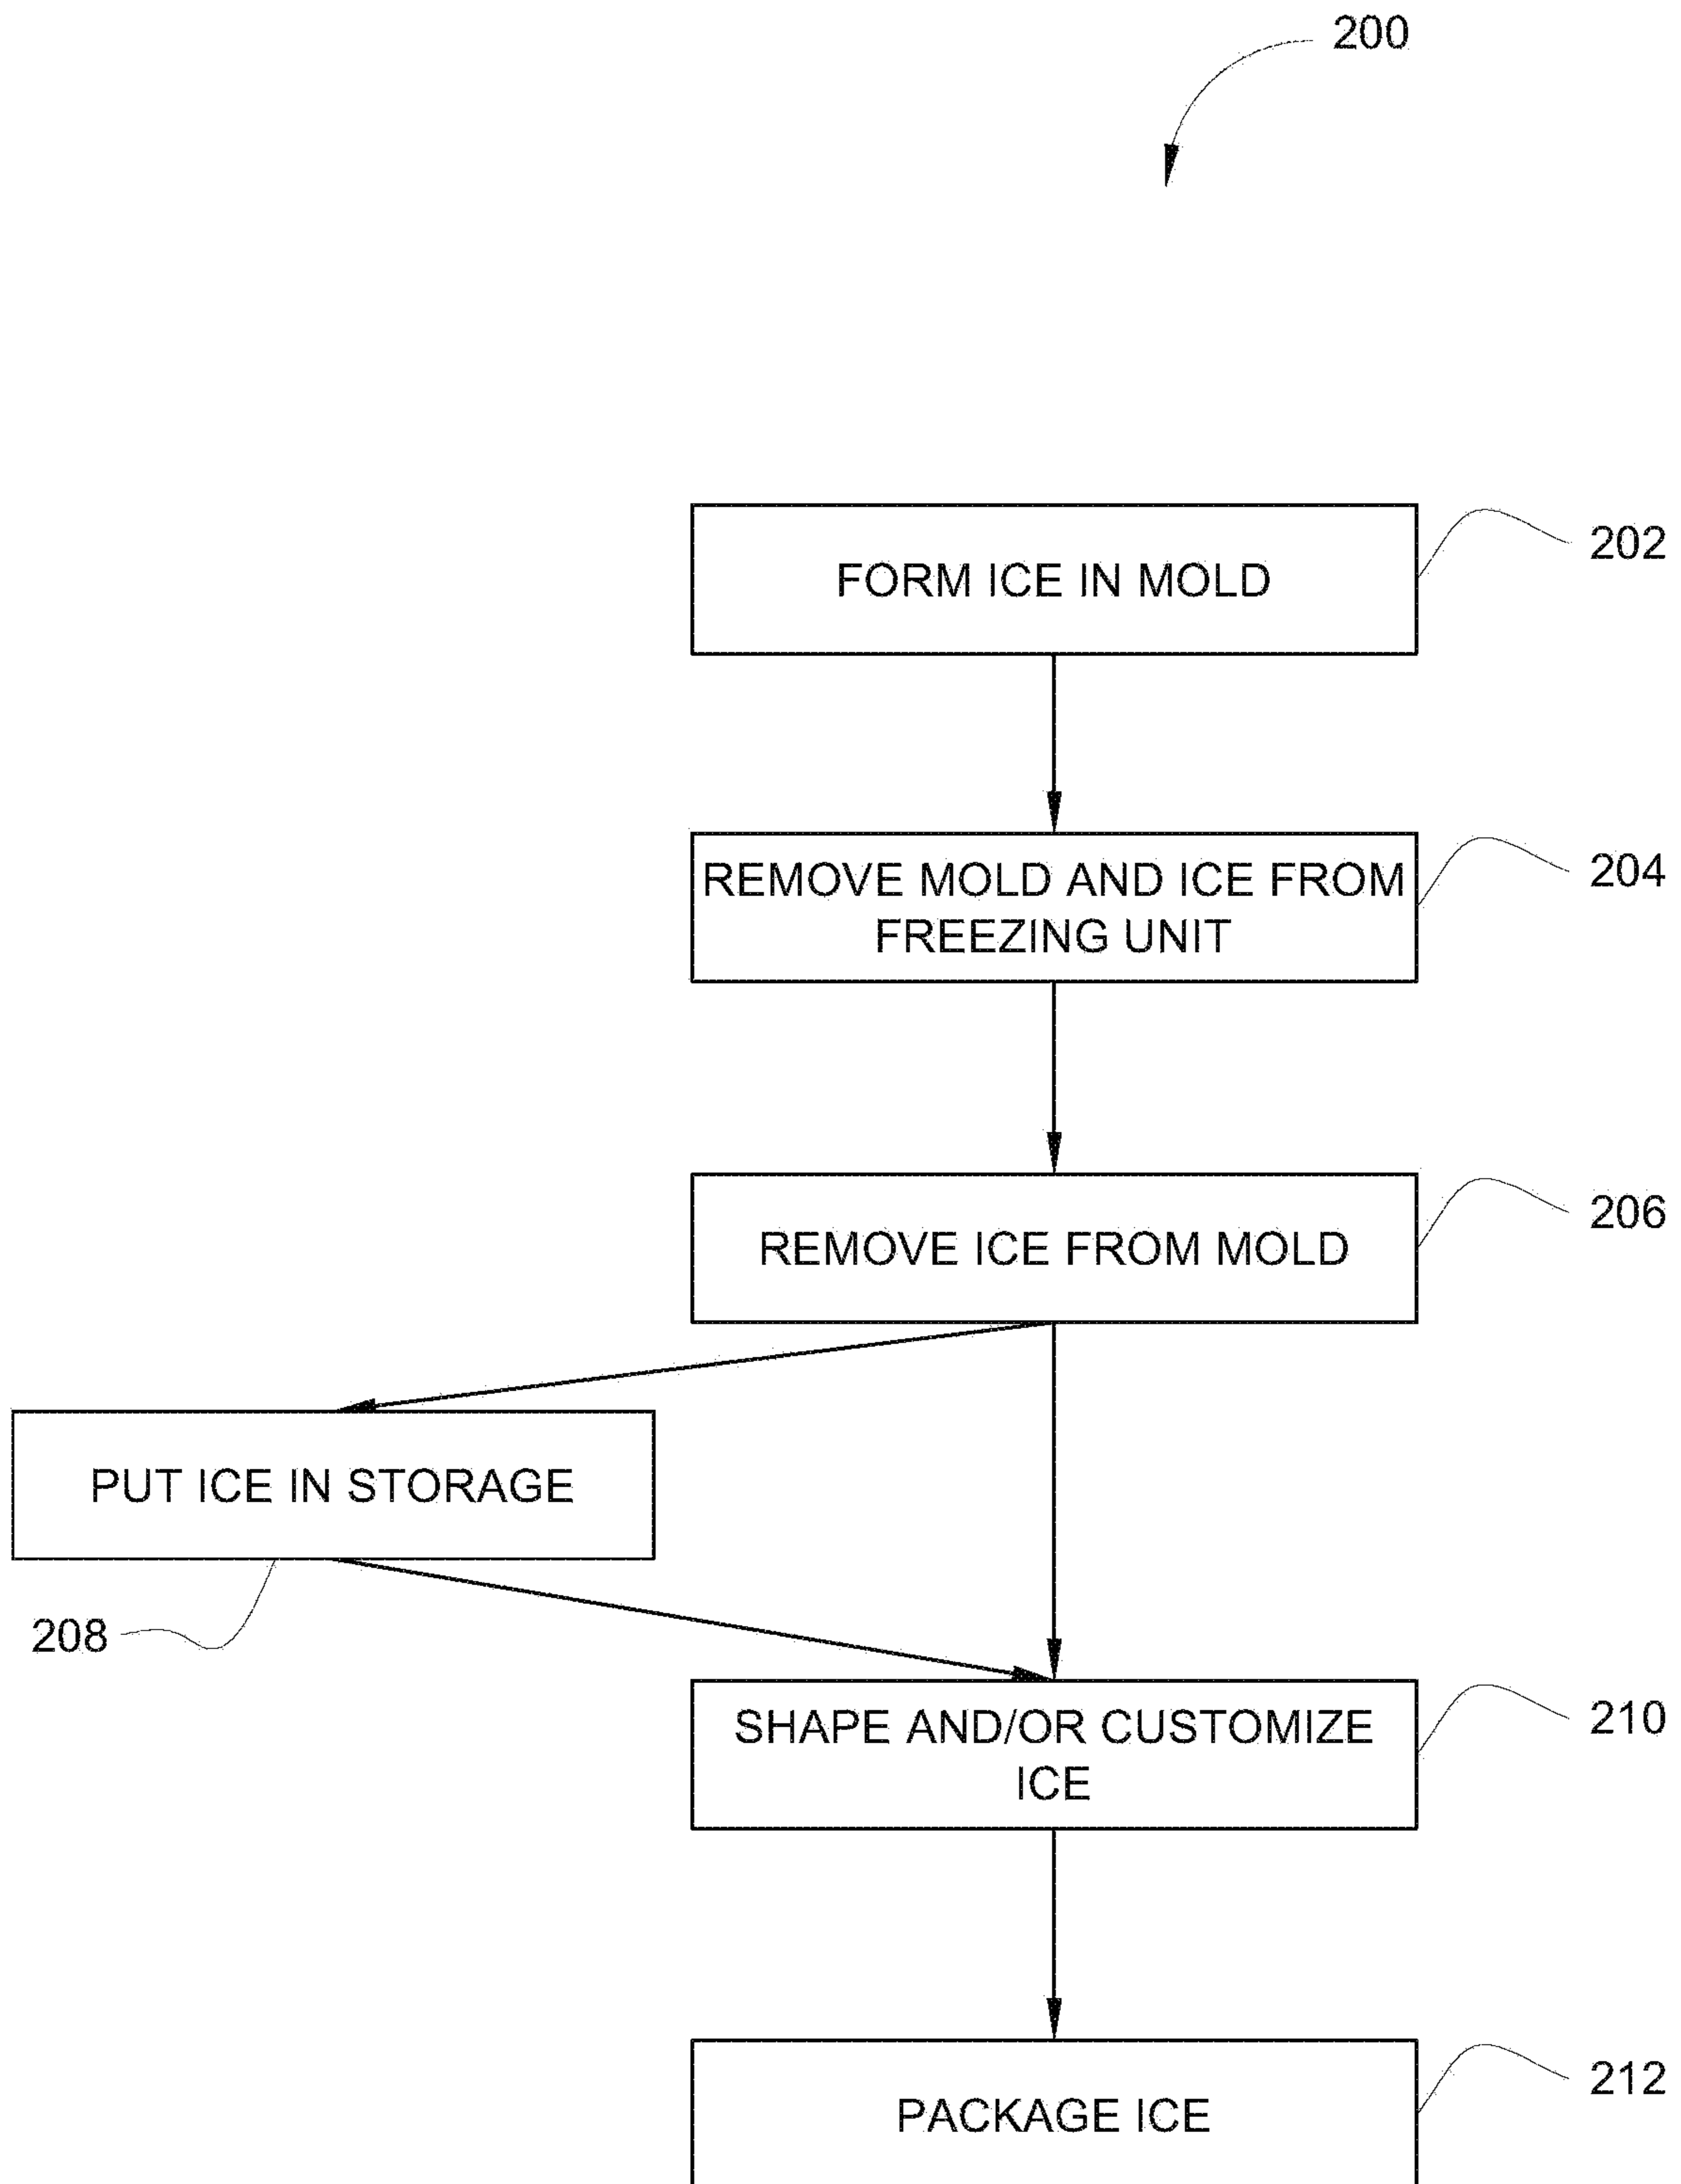 200
FORM ICE IN MOLD
202
REMOVE MOLD AND ICE FROM
FREEZING UNIT
204
REMOVE ICE FROM MOLD
206
PUT ICE IN STORAGE
208
SHAPE AND/OR CUSTOMIZE
ICE
210
PACKAGE ICE
212